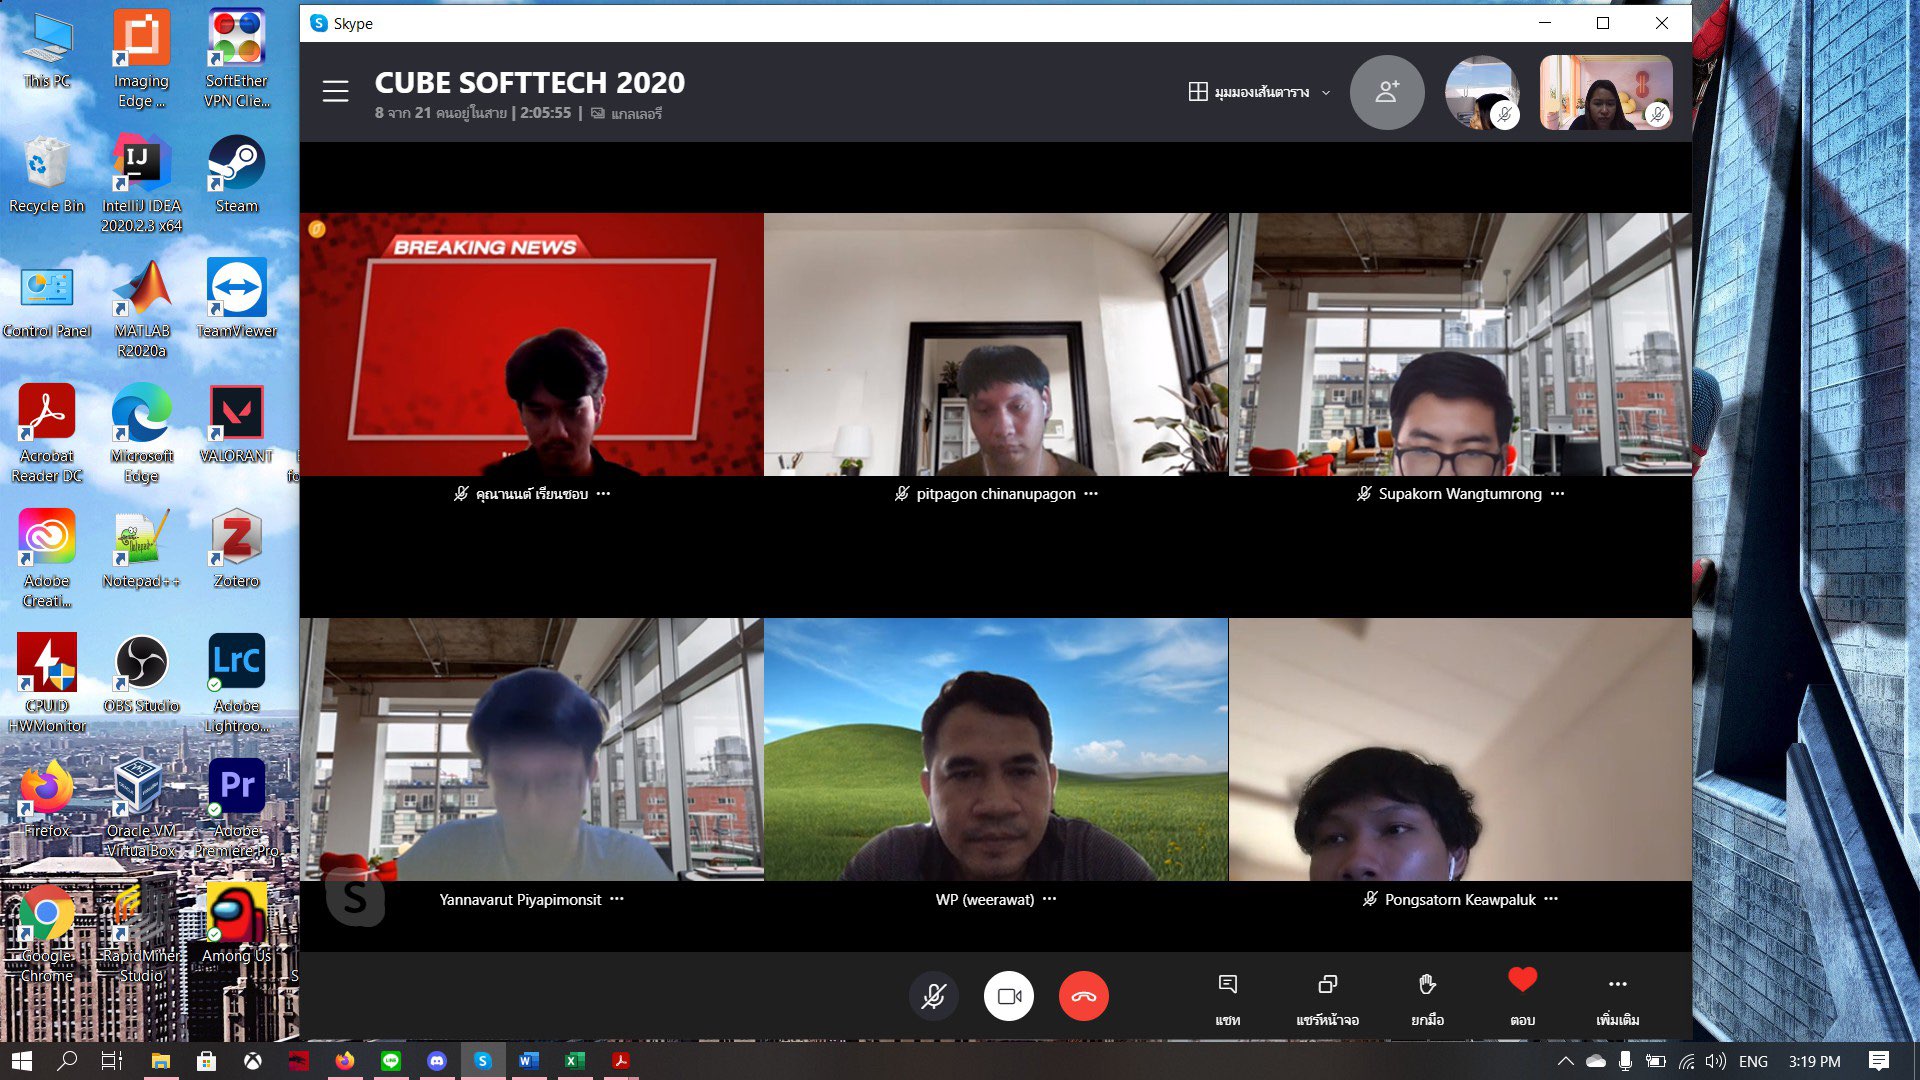 Skype
CUBE SOFTTECH 2020
8 จาก 21 คนอยู่ในสาย | 2:05:55 | แกลเลอรี
มุมมองเส้นตาราง
BREAKING NEWS
คุณานนต์ เรียนชอบ
pitpagon chinanupagon
Supakorn Wangtumrong
Yannavarut Piyapimonsit
WP (weerawat)
Pongsatorn Keawpaluk
แชท
แชร์หน้าจอ
ยกมือ
ตอบ
เพิ่มเติม
This PC
Imaging
Edge ...
SoftEther
VPN Clie...
Recycle Bin
IntelliJ IDEA
2020.2.3 x64
Steam
Control Panel
MATLAB
R2020a
TeamViewer
Acrobat
Reader DC
Microsoft
Edge
VALORANT
Adobe
Creati...
Notepad++
Zotero
CPUID
HWMonitor
OBS Studio
LrC
Adobe
Lightroo...
Firefox
Oracle VM
VirtualBox
Pr
Adobe
Premiere Pro
Google
Chrome
RapidMiner
Studio
Among Us
ENG
3:19 PM